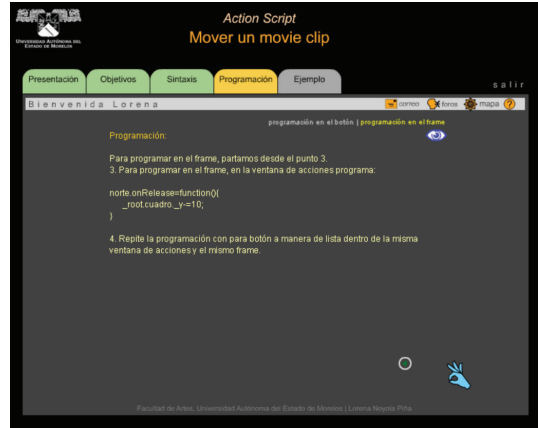 Action Script
Mover un movie clip
UNIVERSIDAD AUTÓNOMA DEL
ESTADO DE MORELOS
Presentación Objetivos Sintaxis Programación Ejemplo
salir
Bienvenida Lorena
correo foros mapa ?
programación en el botón | programación en el frame
Programación:
Para programar en el frame, partamos desde el punto 3.
3. Para programar en el frame, en la ventana de acciones programa:
norte.onRelease=function(){
_root.cuadro._y-=10;
}
4. Repite la programación con para botón a manera de lista dentro de la misma
ventana de acciones y el mismo frame.
Facultad de Artes, Universidad Autónoma del Estado de Morelos | Lorena Noyola Piña